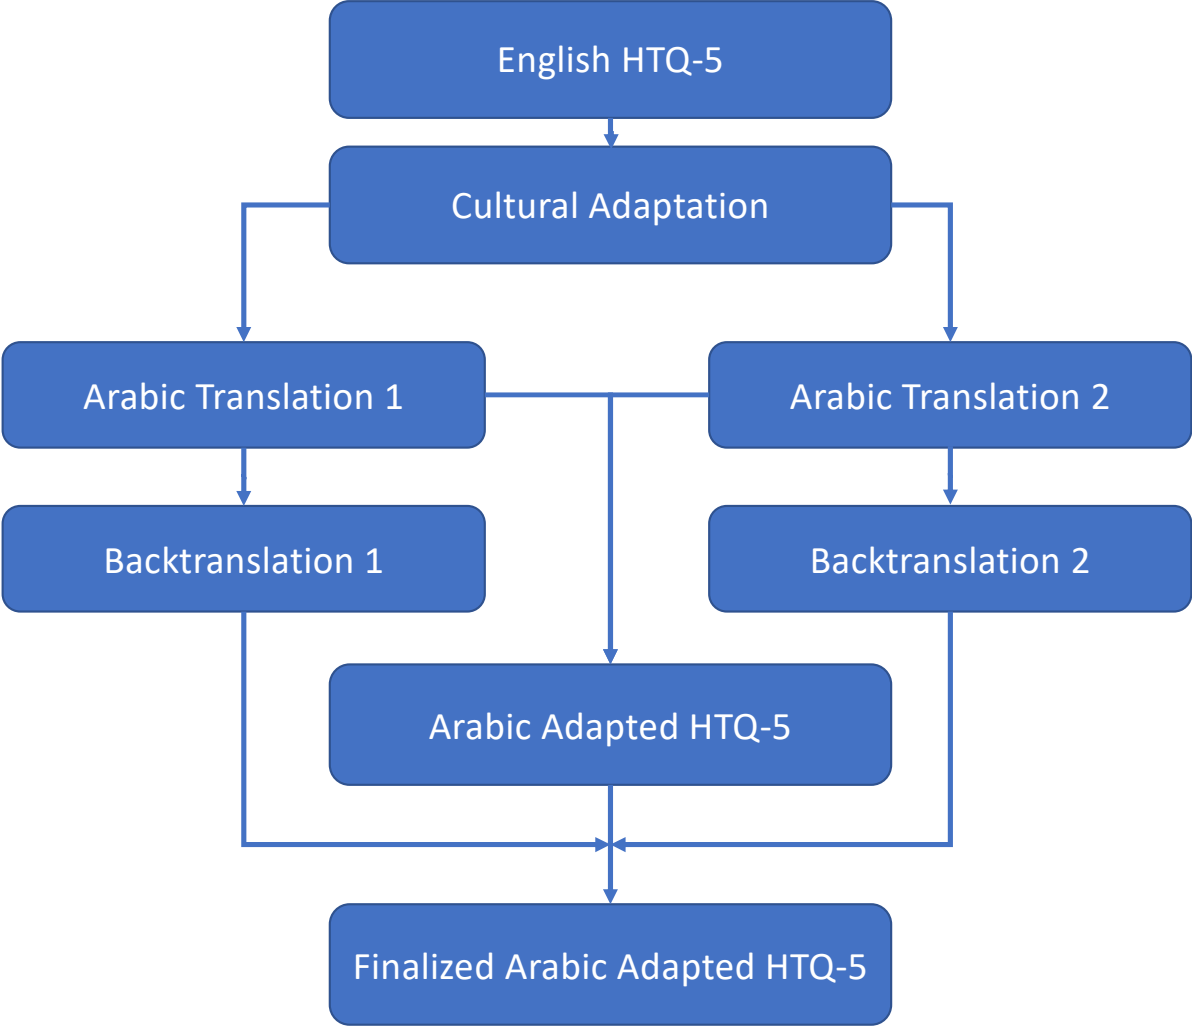 English HTQ-5
Cultural Adaptation
Arabic Translation 1
Arabic Translation 2
Backtranslation 1
Backtranslation 2
Arabic Adapted HTQ-5
Finalized Arabic Adapted HTQ-5